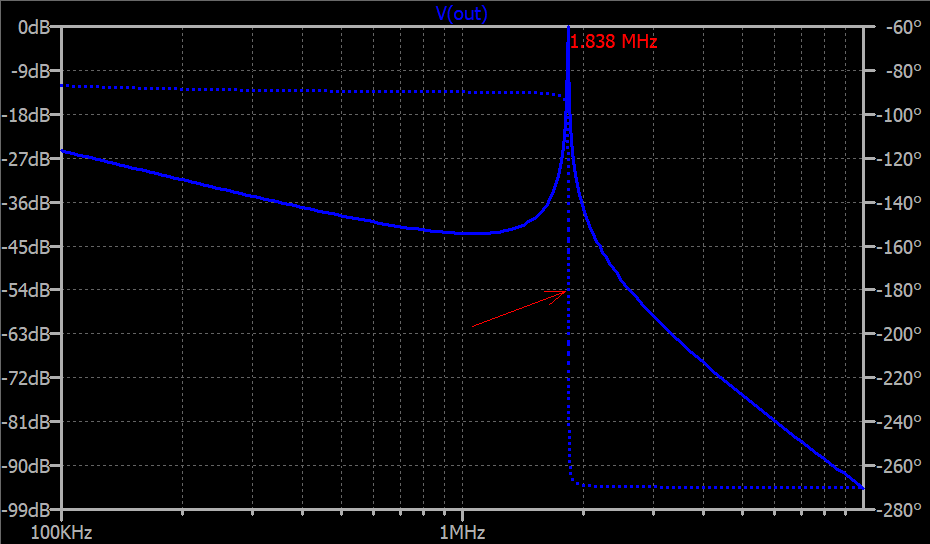 V(out)
1.838 MHz
0dB
-9dB
-18dB
-27dB
-36dB
-45dB
-54dB
-63dB
-72dB
-81dB
-90dB
-99dB
-60°
-80°
-100°
-120°
-140°
-160°
-180°
-200°
-220°
-240°
-260°
-280°
100KHz
1MHz